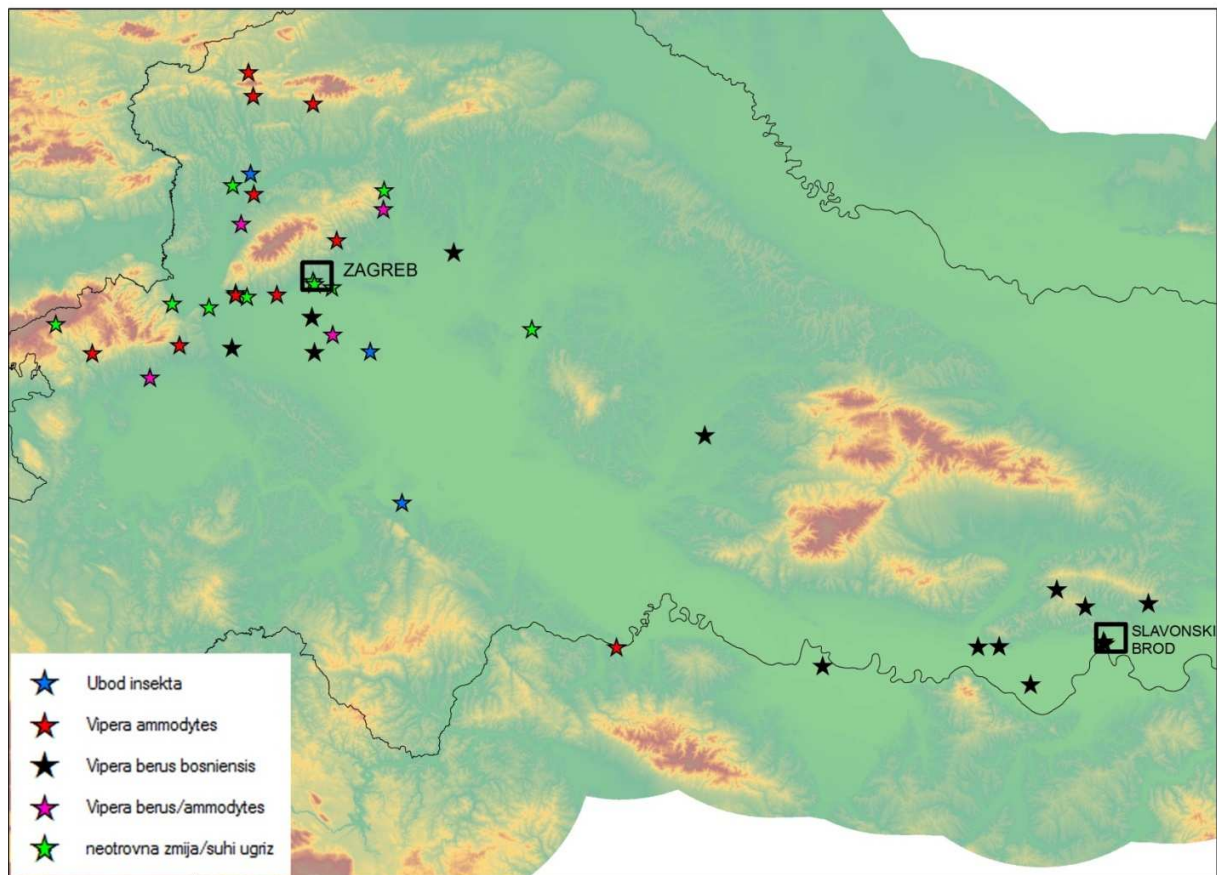 ZAGREB
SLAVONSKI
BROD
Ubod insekta
Vipera ammodytes
Vipera berus bosniensis
Vipera berus/ammodytes
neotrovna zmija/suhi ugriz